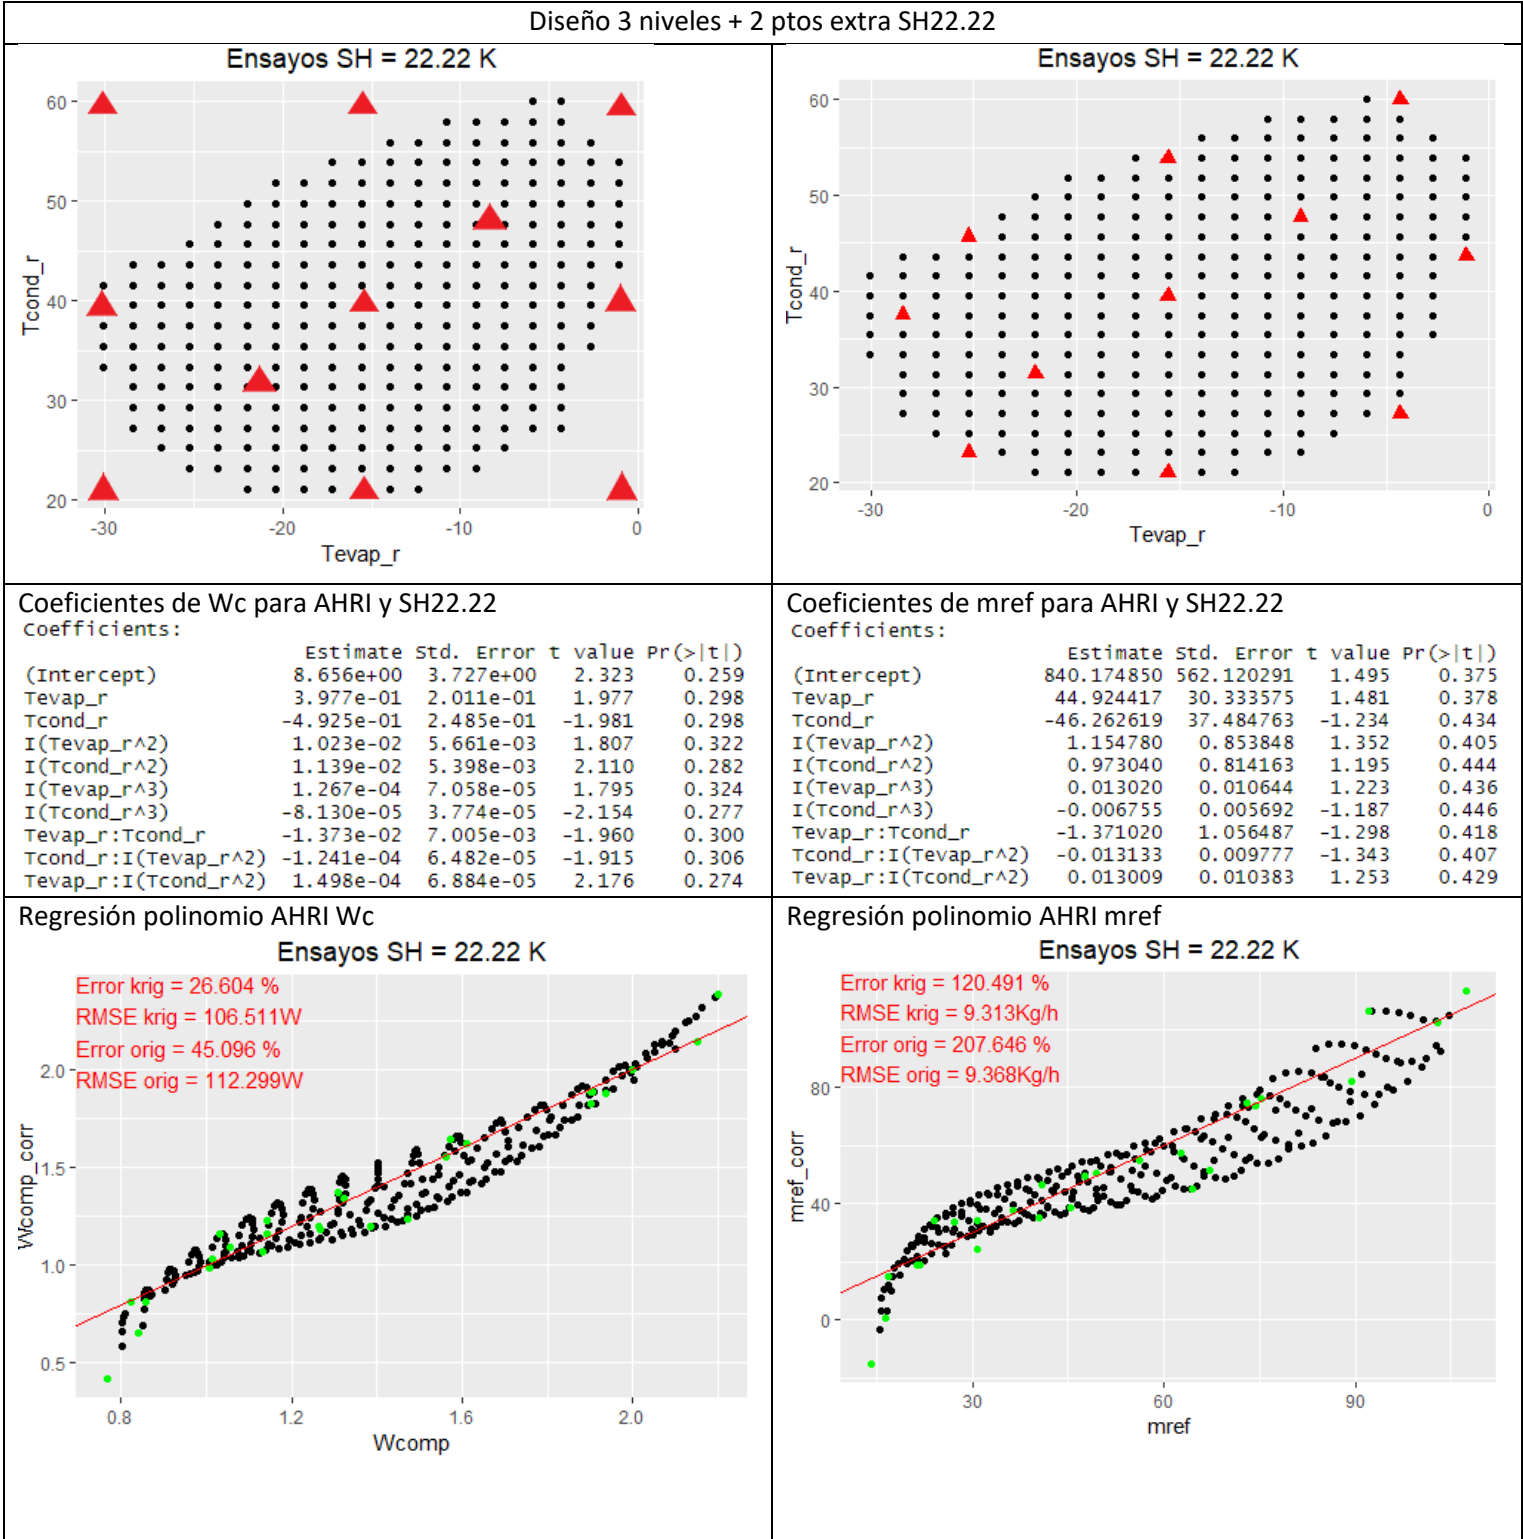 Diseño 3 niveles + 2 ptos extra SH22.22
Ensayos SH = 22.22 K
60
50
40
30
20
Tcond_r
-30
-20
-10
0
Tevap_r
Ensayos SH = 22.22 K
60
50
40
30
20
Tcond_r
-30
-20
-10
0
Tevap_r
Coeficientes de Wc para AHRI y SH22.22
Coefficients:
Estimate Std. Error t value Pr(>|t|)
(Intercept) 8.656e+00 3.727e+00 2.323 0.259
Tevap_r 3.977e-01 2.011e-01 1.977 0.298
Tcond_r -4.925e-01 2.485e-01 -1.981 0.298
I(Tevap_r^2) 1.023e-02 5.661e-03 1.807 0.322
I(Tcond_r^2) 1.139e-02 5.398e-03 2.110 0.282
I(Tevap_r^3) 1.267e-04 7.058e-05 1.795 0.324
I(Tcond_r^3) -8.130e-05 3.774e-05 -2.154 0.277
Tevap_r:Tcond_r -1.373e-02 7.005e-03 -1.960 0.300
Tcond_r:I(Tevap_r^2) -1.241e-04 6.482e-05 -1.915 0.306
Tevap_r:I(Tcond_r^2) 1.498e-04 6.884e-05 2.176 0.274
Coeficientes de mref para AHRI y SH22.22
Coefficients:
Estimate Std. Error t value Pr(>|t|)
(Intercept) 840.174850 562.120291 1.495 0.375
Tevap_r 44.924417 30.333575 1.481 0.378
Tcond_r -46.262619 37.484763 -1.234 0.434
I(Tevap_r^2) 1.154780 0.853848 1.352 0.405
I(Tcond_r^2) 0.973040 0.814163 1.195 0.444
I(Tevap_r^3) 0.013020 0.010644 1.223 0.436
I(Tcond_r^3) -0.006755 0.005692 -1.187 0.446
Tevap_r:Tcond_r -1.371020 1.056487 -1.298 0.418
Tcond_r:I(Tevap_r^2) -0.013133 0.009777 -1.343 0.407
Tevap_r:I(Tcond_r^2) 0.013009 0.010383 1.253 0.429
Regresión polinomio AHRI Wc
Ensayos SH = 22.22 K
Error krig = 26.604 %
RMSE krig = 106.511W
Error orig = 45.096 %
RMSE orig = 112.299W
2.0
1.5
1.0
0.5
Wcomp_corr
0.8
1.2
1.6
2.0
Wcomp
Regresión polinomio AHRI mref
Ensayos SH = 22.22 K
Error krig = 120.491 %
RMSE krig = 9.313Kg/h
Error orig = 207.646 %
RMSE orig = 9.368Kg/h
80
40
0
mref_corr
30
60
90
mref